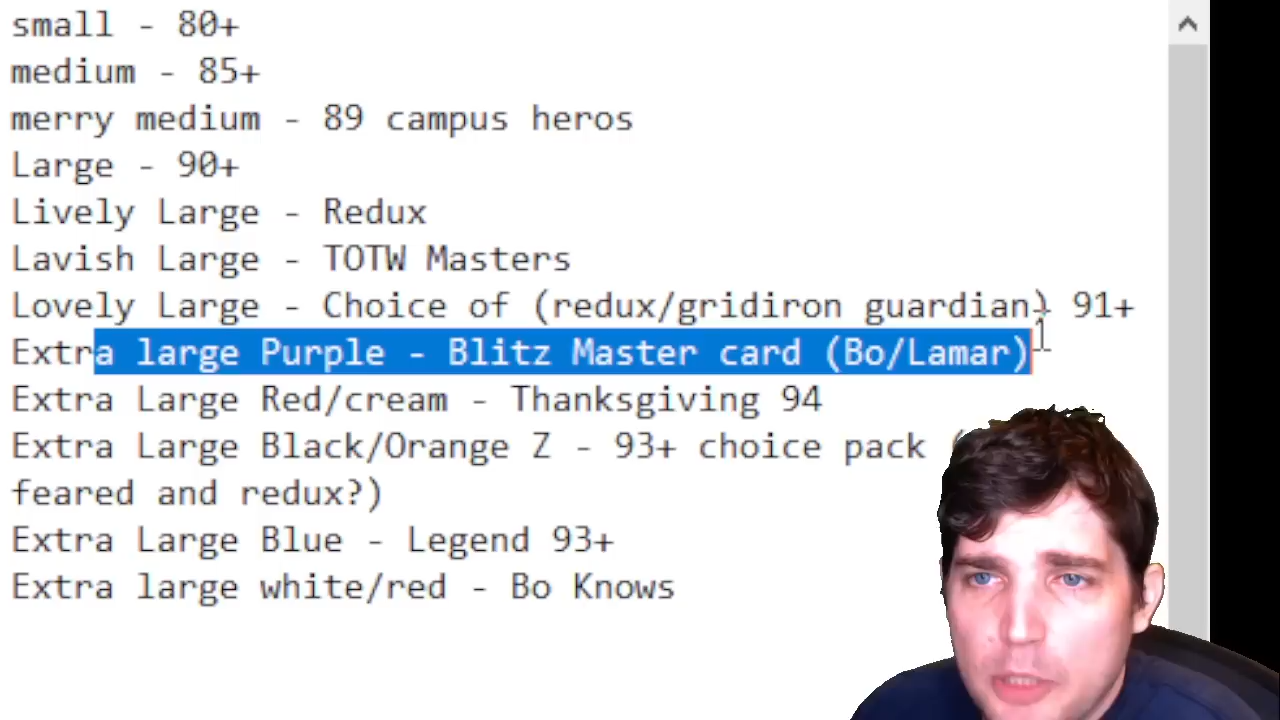 small - 80+
medium - 85+
merry medium - 89 campus heros
Large - 90+
Lively Large - Redux
Lavish Large - TOTW Masters
Lovely Large - Choice of (redux/gridiron guardian) 91+
Extra large Purple - Blitz Master card (Bo/Lamar)
Extra Large Red/cream - Thanksgiving 94
Extra Large Black/Orange Z - 93+ choice pack (
feared and redux?)
Extra Large Blue - Legend 93+
Extra large white/red - Bo Knows